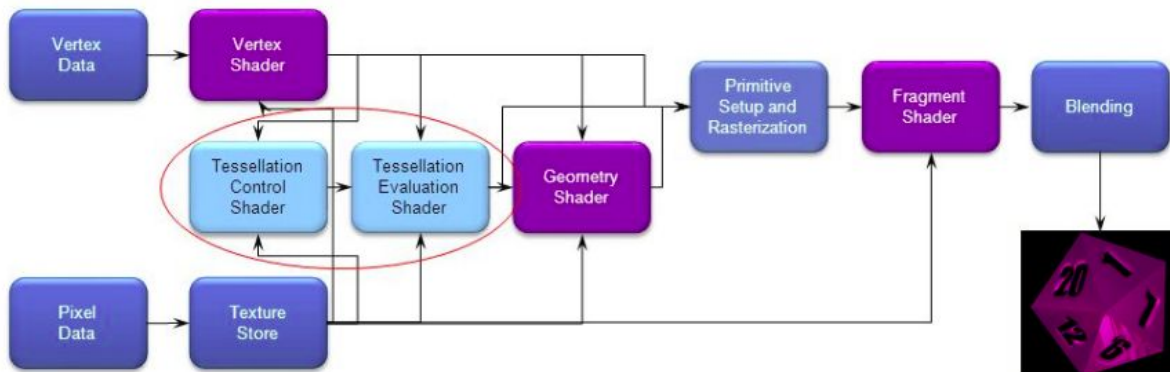 Vertex
Data
Vertex
Shader
Primitive
Setup and
Rasterization
Fragment
Shader
Blending
Tessellation
Control
Shader
Tessellation
Evaluation
Shader
Geometry
Shader
Pixel
Data
Texture
Store
20
1
1
12
6